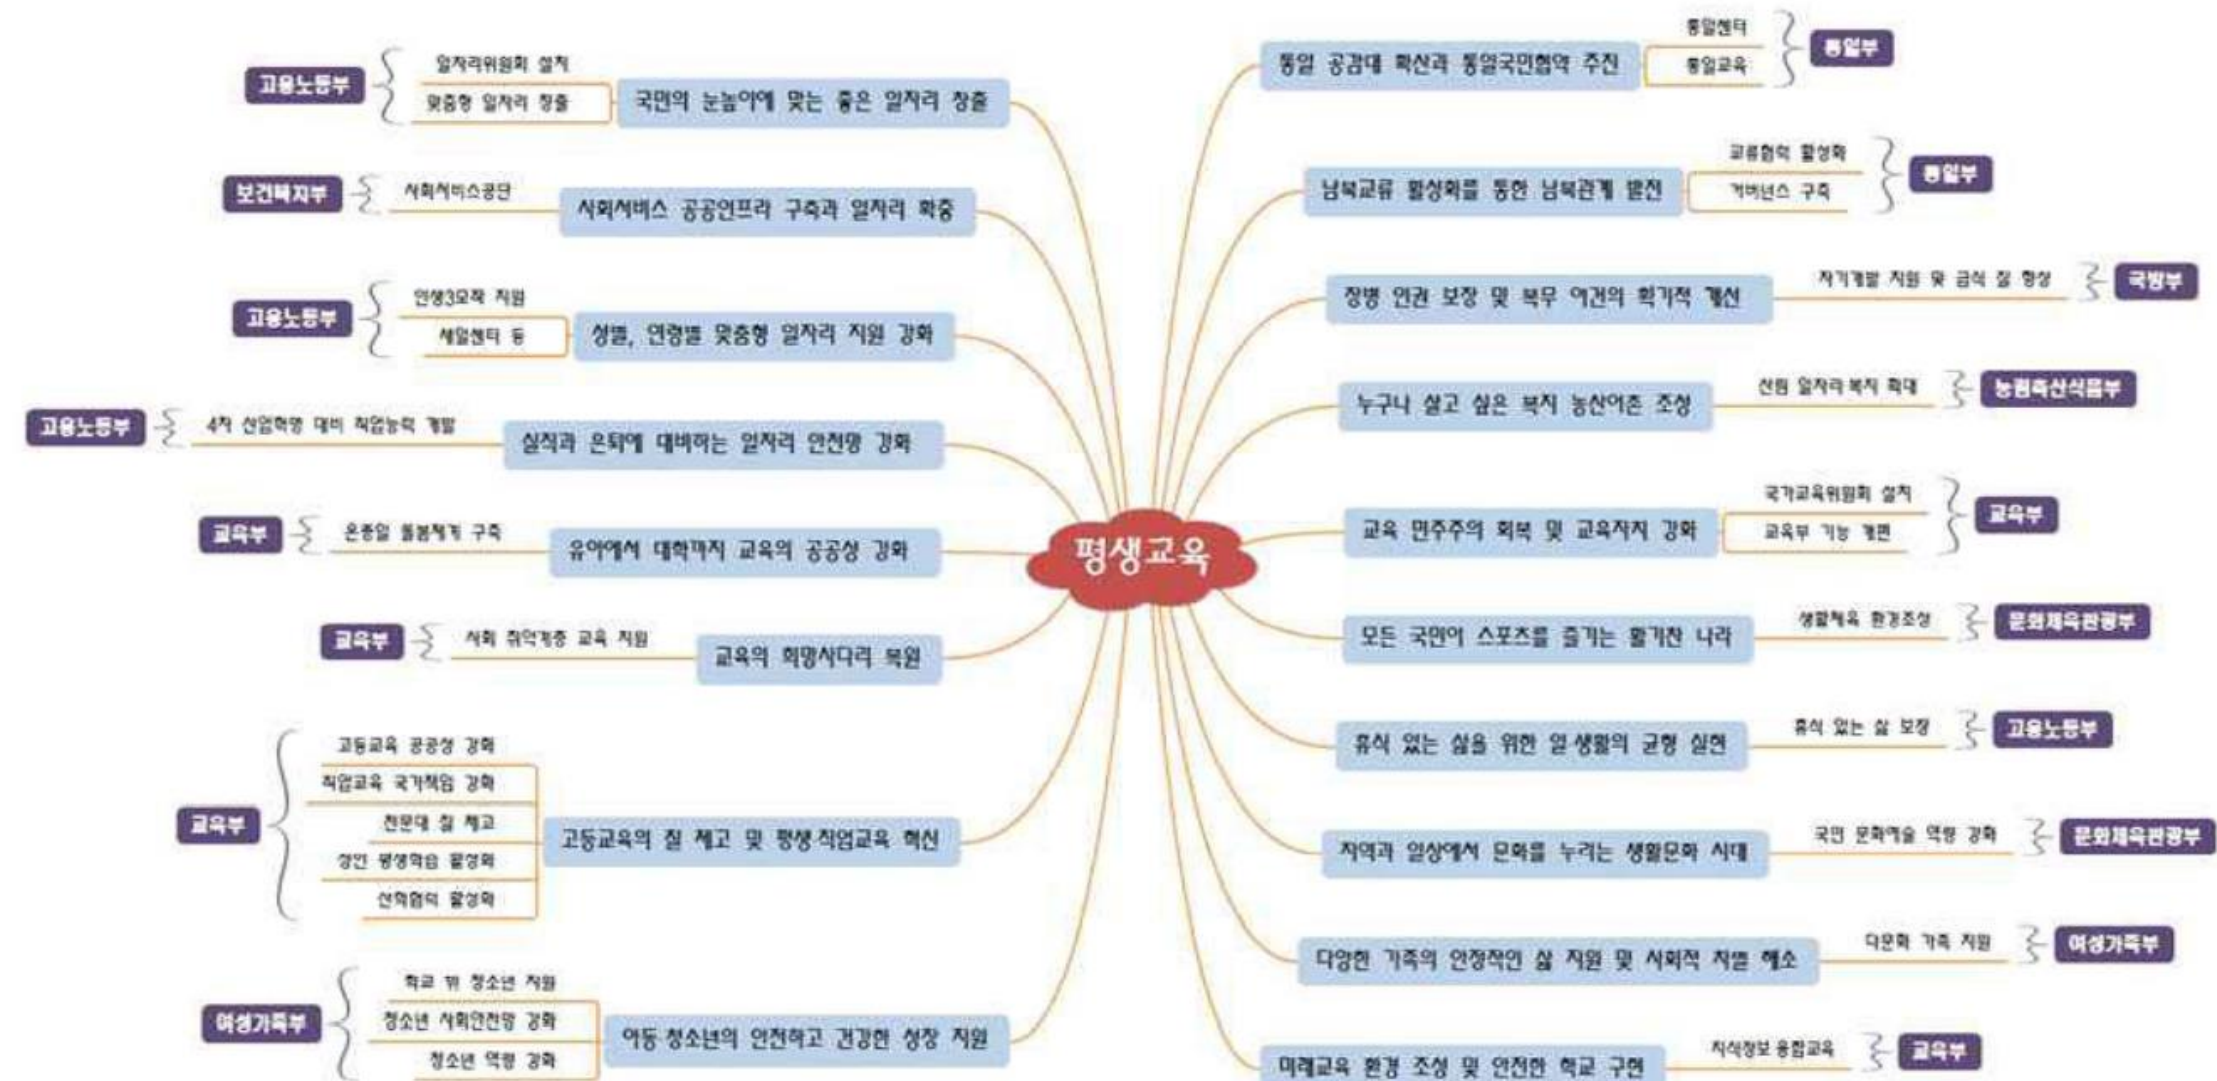 고용노동부
일자리위원회 설치
맞춤형 일자리 창출
국민의 눈높이에 맞는 좋은 일자리 창출
보건복지부
사회서비스공단
사회서비스 공공인프라 구축과 일자리 확충
고용노동부
인생3모작 지원
새일센터 등
성별, 연령별 맞춤형 일자리 지원 강화
고용노동부
4차 산업혁명 대비 직업능력 개발
실직과 은퇴에 대비하는 일자리 안전망 강화
교육부
온종일 돌봄체계 구축
유아에서 대학까지 교육의 공공성 강화
교육부
사회 취약계층 교육 지원
교육의 희망사다리 복원
교육부
고등교육 공공성 강화
직업교육 국가책임 강화
전문대 질 제고
성인 평생학습 활성화
산학협력 활성화
고등교육의 질 제고 및 평생·직업교육 혁신
여성가족부
학교 밖 청소년 지원
청소년 사회안전망 강화
청소년 역량 강화
아동·청소년의 안전하고 건강한 성장 지원
평생교육
통일 공감대 확산과 통일국민협약 추진
통일센터
통일교육
통일부
남북교류 활성화를 통한 남북관계 발전
교류협력 활성화
거버넌스 구축
통일부
장병 인권 보장 및 복무 여건의 획기적 개선
자기개발 지원 및 급식 질 향상
국방부
누구나 살고 싶은 복지 농산어촌 조성
산림 일자리·복지 확대
농림축산식품부
교육 민주주의 회복 및 교육자치 강화
국가교육위원회 설치
교육부 기능 개편
교육부
모든 국민이 스포츠를 즐기는 활기찬 나라
생활체육 환경조성
문화체육관광부
휴식 있는 삶을 위한 일·생활의 균형 실현
휴식 있는 삶 보장
고용노동부
지역과 일상에서 문화를 누리는 생활문화 시대
국민 문화예술 역량 강화
문화체육관광부
다양한 가족의 안정적인 삶 지원 및 사회적 차별 해소
다문화 가족 지원
여성가족부
미래교육 환경 조성 및 안전한 학교 구현
지식정보·융합교육
교육부